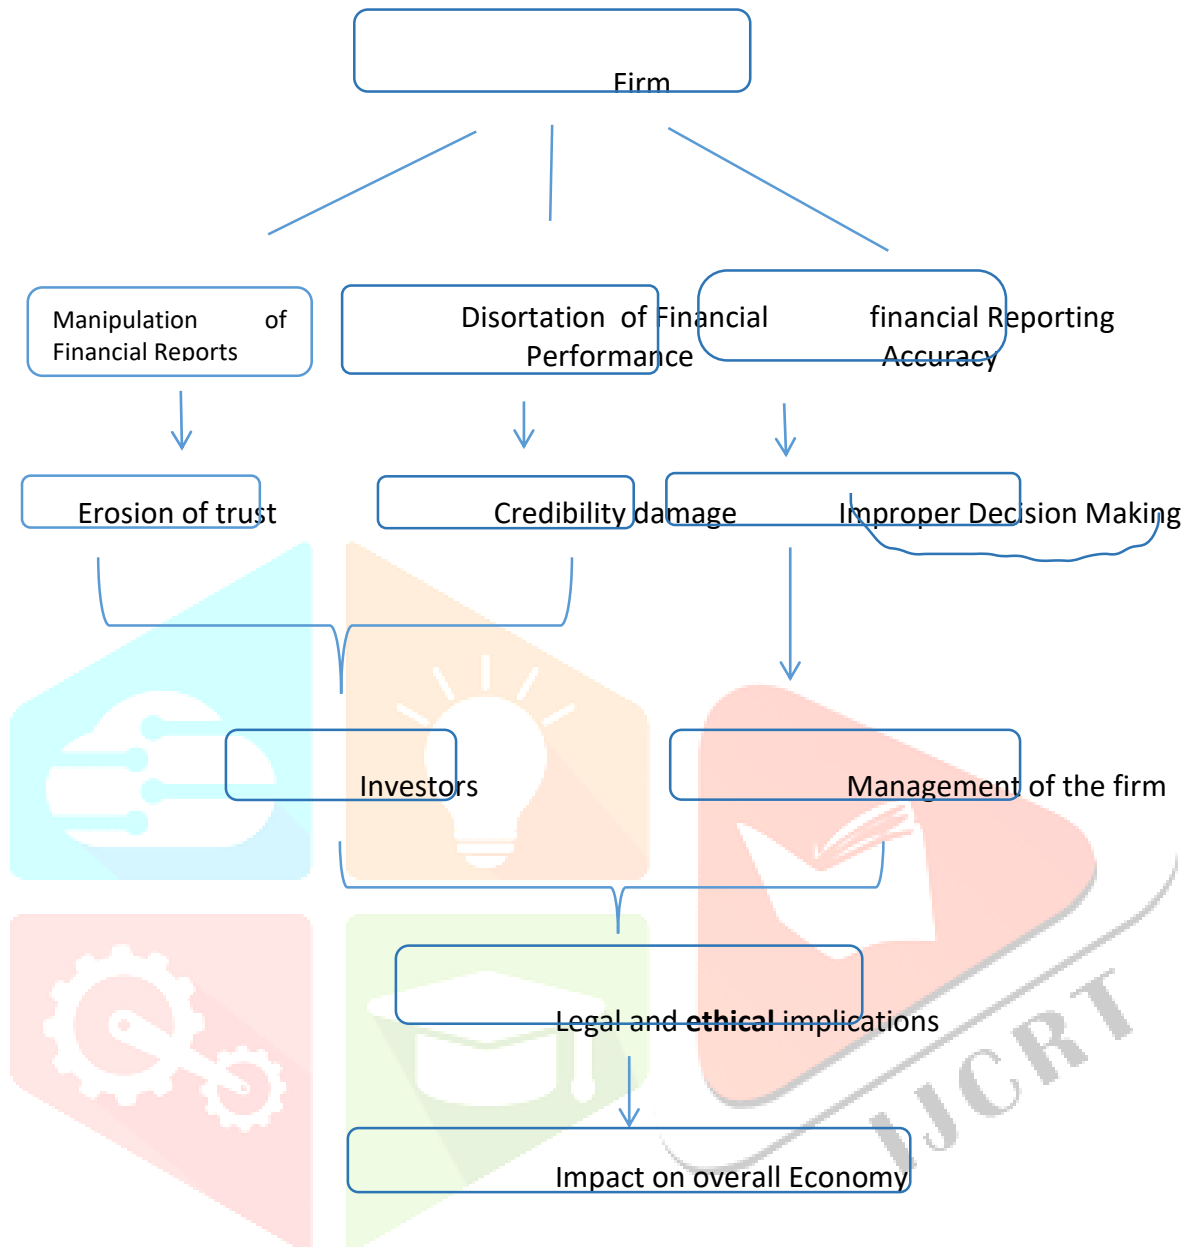 Firm
Manipulation of
Financial Reports
Disortation of Financial
Performance
financial Reporting
Accuracy
Erosion of trust
Credibility damage
Improper Decision Making
Investors
Management of the firm
Legal and ethical implications
Impact on overall Economy
IJCRT